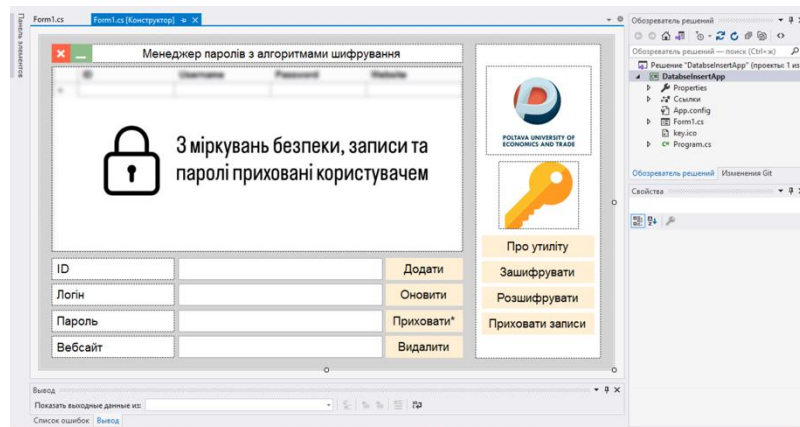 Form1.cs
Form1.cs [Конструктор]
Панель элементов
Менеджер паролів з алгоритмами шифрування
ID Username Password Website
З міркувань безпеки, записи та
паролі приховані користувачем
ID
Додати
Логін
Оновити
Пароль
Приховати*
Вебсайт
Видалити
POLTAVA UNIVERSITY OF
ECONOMICS AND TRADE
Про утиліту
Зашифрувати
Розшифрувати
Приховати записи
Вывод
Показать выходные данные из:
Список ошибок Вывод
Обозреватель решений
Обозреватель решений — поиск (Ctrl+ж)
Решение "DatabseInsertApp" (проекты: 1 из
DatabseInsertApp
Properties
Ссылки
App.config
Form1.cs
key.ico
Program.cs
Обозреватель решений Изменения Git
Свойства